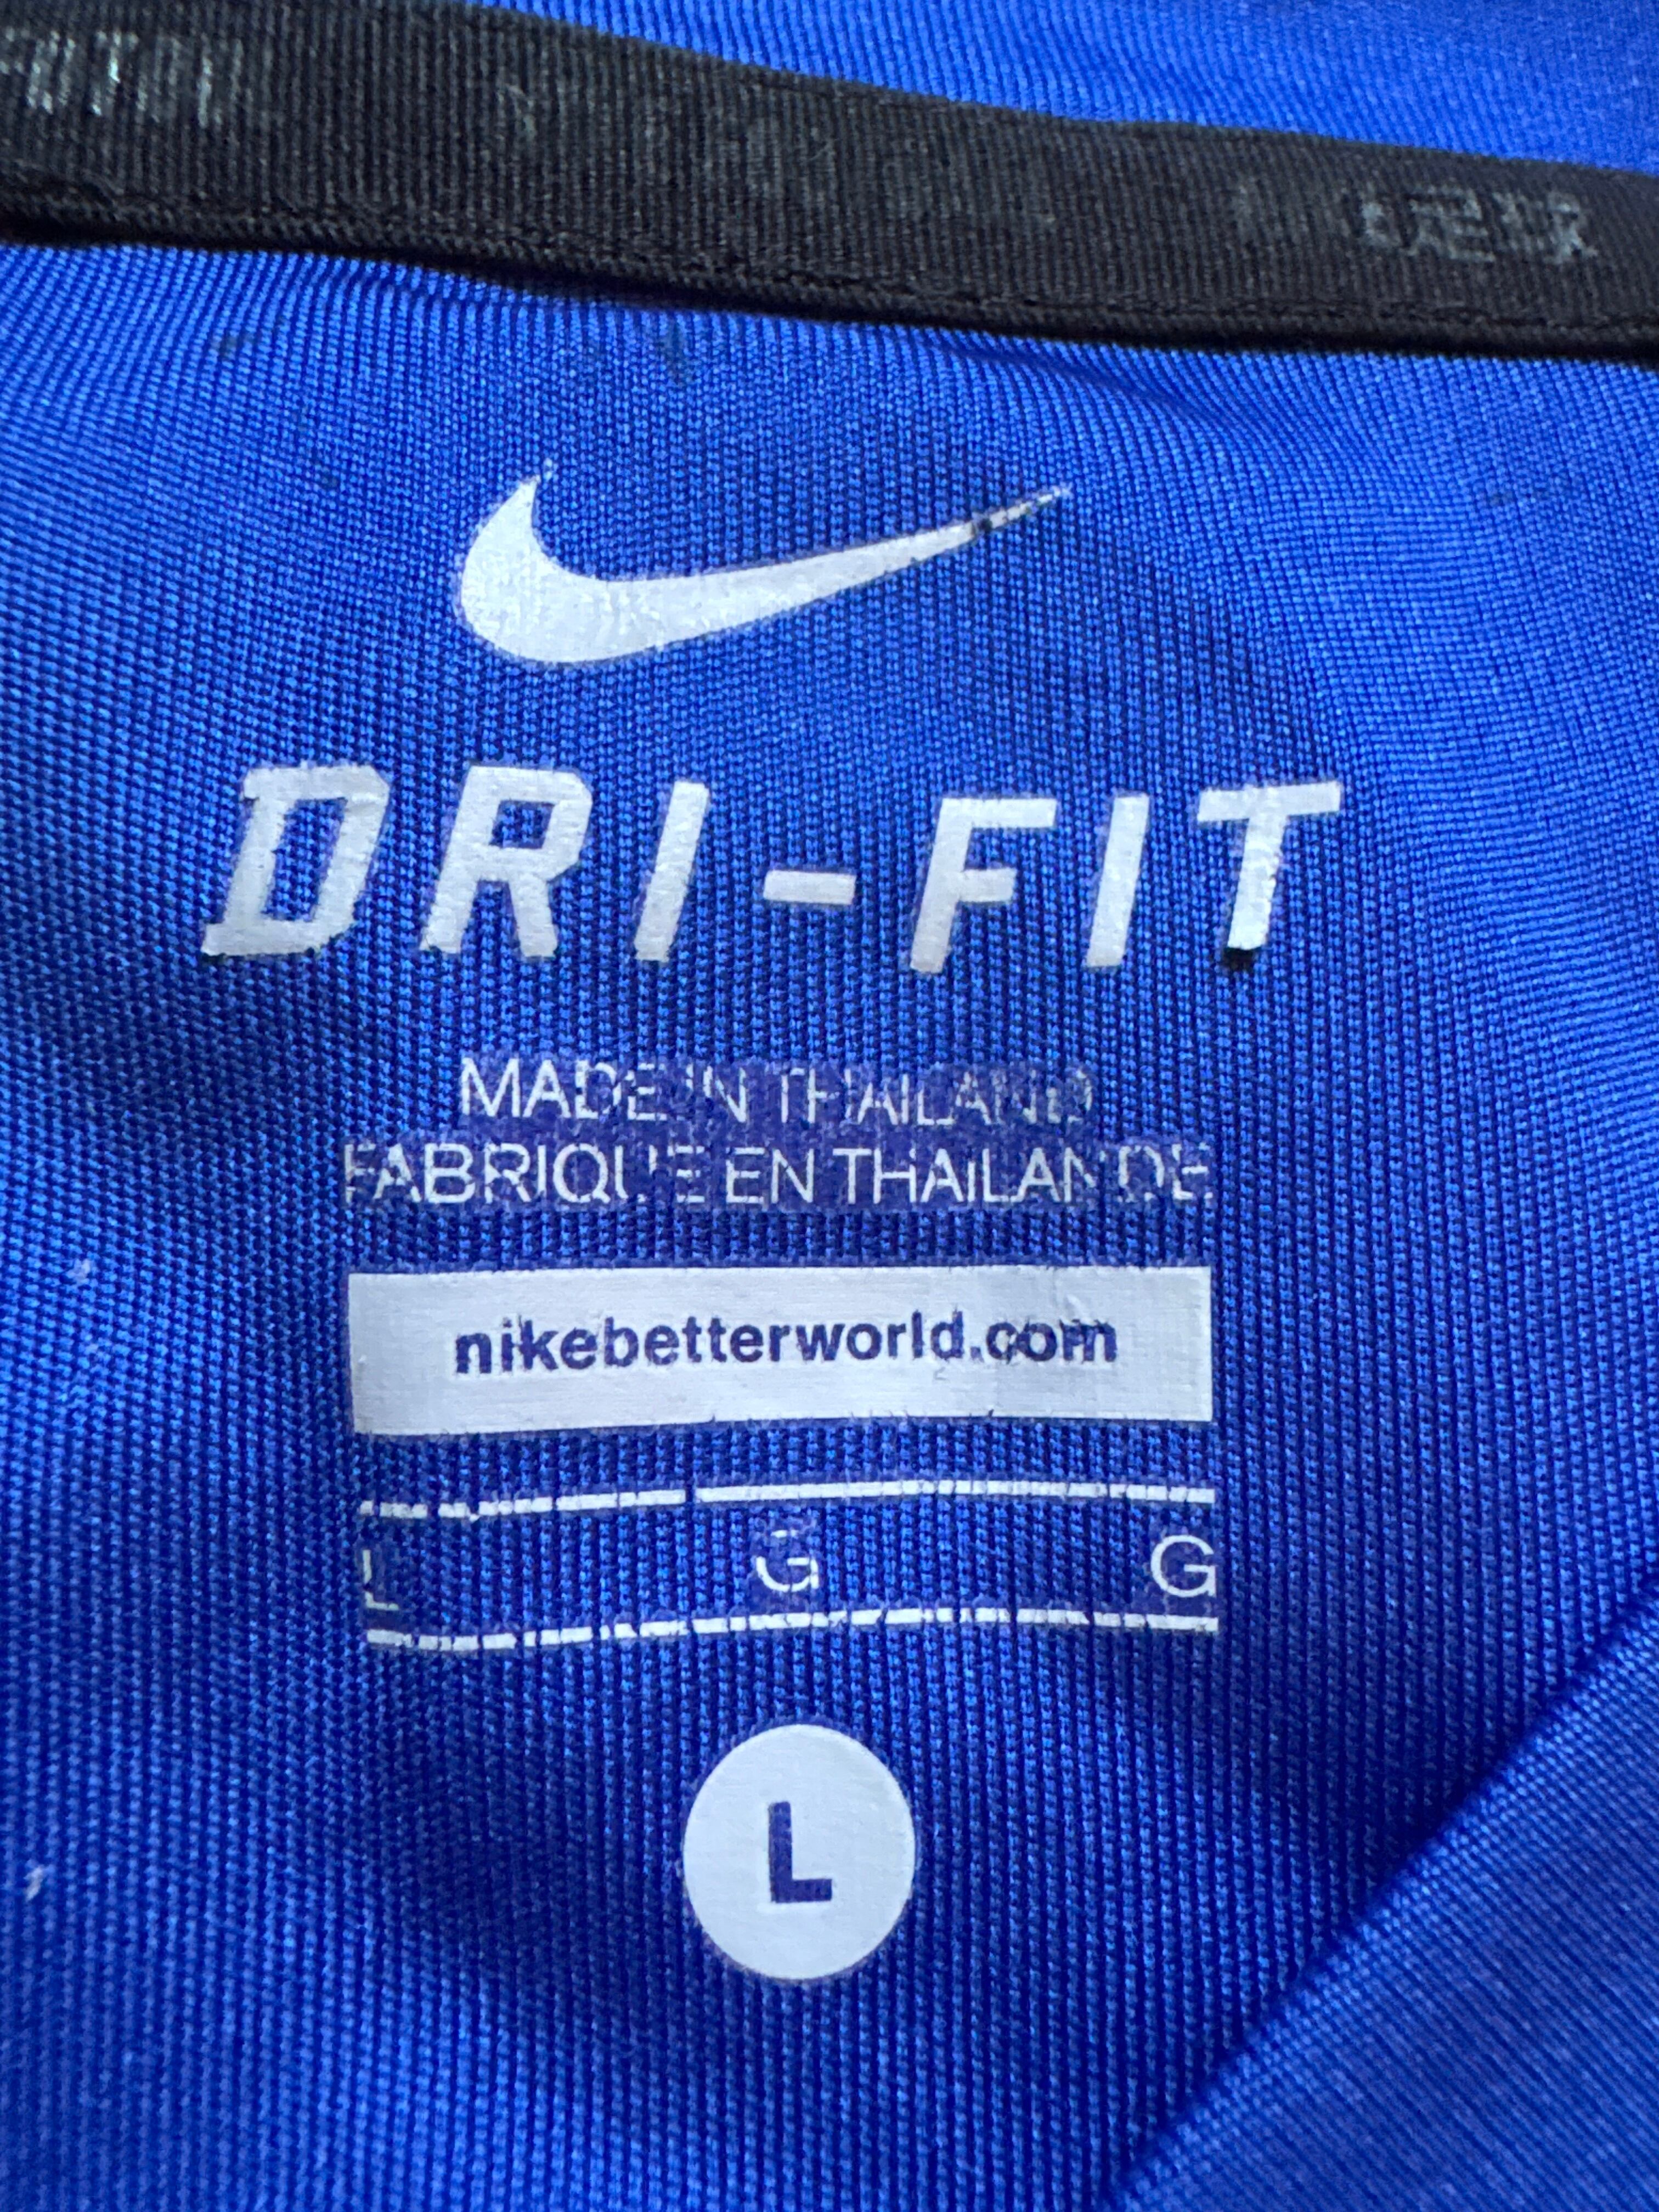 DRI-FIT
MADE IN THAILAND
FABRIQUE EN THAILANDE
nikebetterworld.com
L G G
L